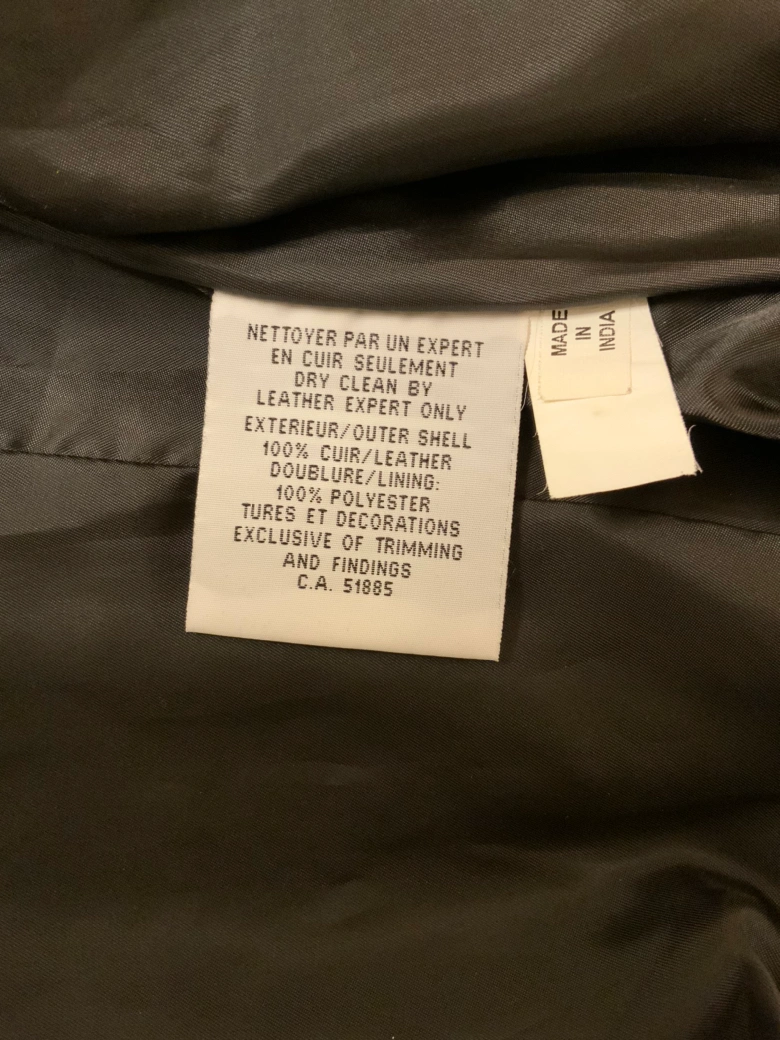 NETTOYER PAR UN EXPERT
EN CUIR SEULEMENT
DRY CLEAN BY
LEATHER EXPERT ONLY
EXTERIEUR/OUTER SHELL
100% CUIR/LEATHER
DOUBLURE/LINING:
100% POLYESTER
TURES ET DECORATIONS
EXCLUSIVE OF TRIMMING
AND FINDINGS
C.A. 51885
MADE
IN
INDIA